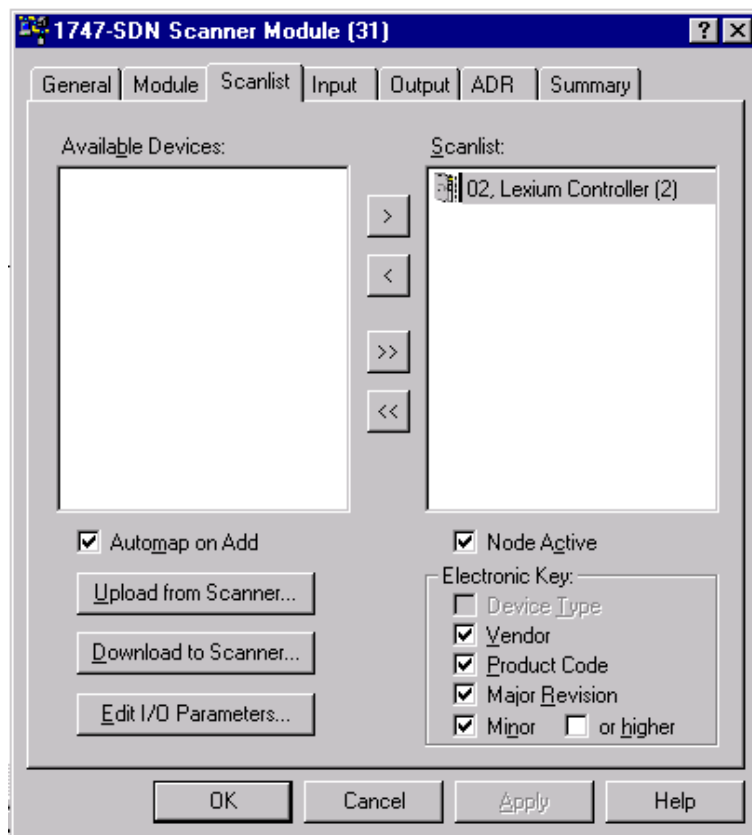 1747-SDN Scanner Module (31)
General Module Scanlist Input Output ADR Summary
Available Devices:
Scanlist:
02, Lexium Controller (2)
>
<
>>
<<
Automap on Add
Node Active
Upload from Scanner...
Download to Scanner...
Edit I/O Parameters...
Electronic Key:
Device Type
Vendor
Product Code
Major Revision
Minor or higher
OK Cancel Apply Help